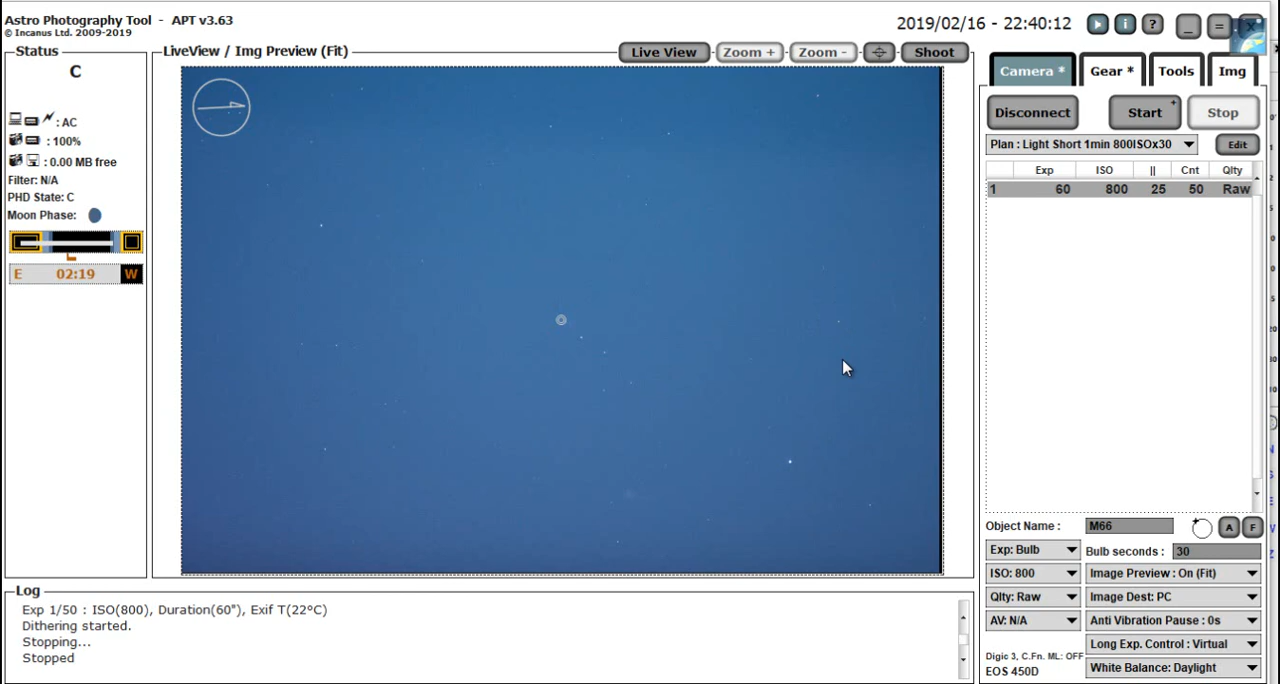 Astro Photography Tool - APT v3.63
© Incanus Ltd. 2009-2019
2019/02/16 - 22:40:12
i ? _ =
Status
C
: AC
: 100%
: 0.00 MB free
Filter: N/A
PHD State: C
Moon Phase:
E 02:19 W
LiveView / Img Preview (Fit)
Live View Zoom + Zoom - Shoot
Camera * Gear * Tools Img
Disconnect Start + Stop
Plan : Light Short 1min 800ISOx30 Edit
Exp ISO || Cnt Qlty
1 60 800 25 50 Raw
Object Name : M66 A F
Exp: Bulb Bulb seconds : 30
ISO: 800 Image Preview : On (Fit)
Qlty: Raw Image Dest: PC
AV: N/A Anti Vibration Pause : 0s
Long Exp. Control : Virtual
Digic 3, C.Fn. ML: OFF
EOS 450D White Balance: Daylight
Log
Exp 1/50 : ISO(800), Duration(60"), Exif T(22°C)
Dithering started.
Stopping...
Stopped